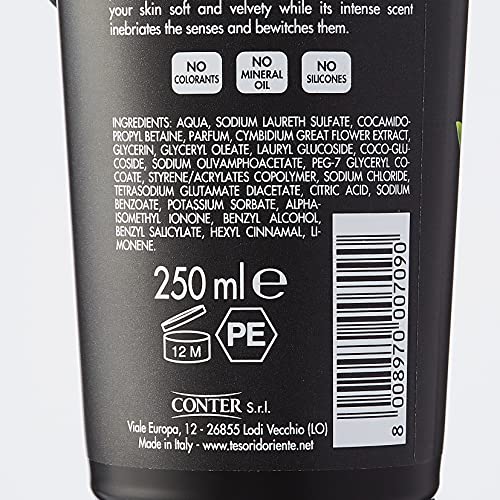 your skin soft and velvety while its intense scent
inebriates the senses and bewitches them.
NO
COLORANTS
NO
MINERAL
OIL
NO
SILICONES
INGREDIENTS: AQUA, SODIUM LAURETH SULFATE, COCAMIDO-
PROPYL BETAINE, PARFUM, CYMBIDIUM GREAT FLOWER EXTRACT,
GLYCERIN, GLYCERYL OLEATE, LAURYL GLUCOSIDE, COCO-GLU-
COSIDE, SODIUM OLIVAMPHOACETATE, PEG-7 GLYCERYL CO-
COATE, STYRENE/ACRYLATES COPOLYMER, SODIUM CHLORIDE,
TETRASODIUM GLUTAMATE DIACETATE, CITRIC ACID, SODIUM
BENZOATE, POTASSIUM SORBATE, ALPHA-
ISOMETHYL IONONE, BENZYL ALCOHOL,
BENZYL SALICYLATE, HEXYL CINNAMAL, LI-
MONENE.
250 ml e
12 M
PE
8 008970 007090
CONTER S.r.l.
Viale Europa, 12 - 26855 Lodi Vecchio (LO)
Made in Italy - www.tesoridoriente.net